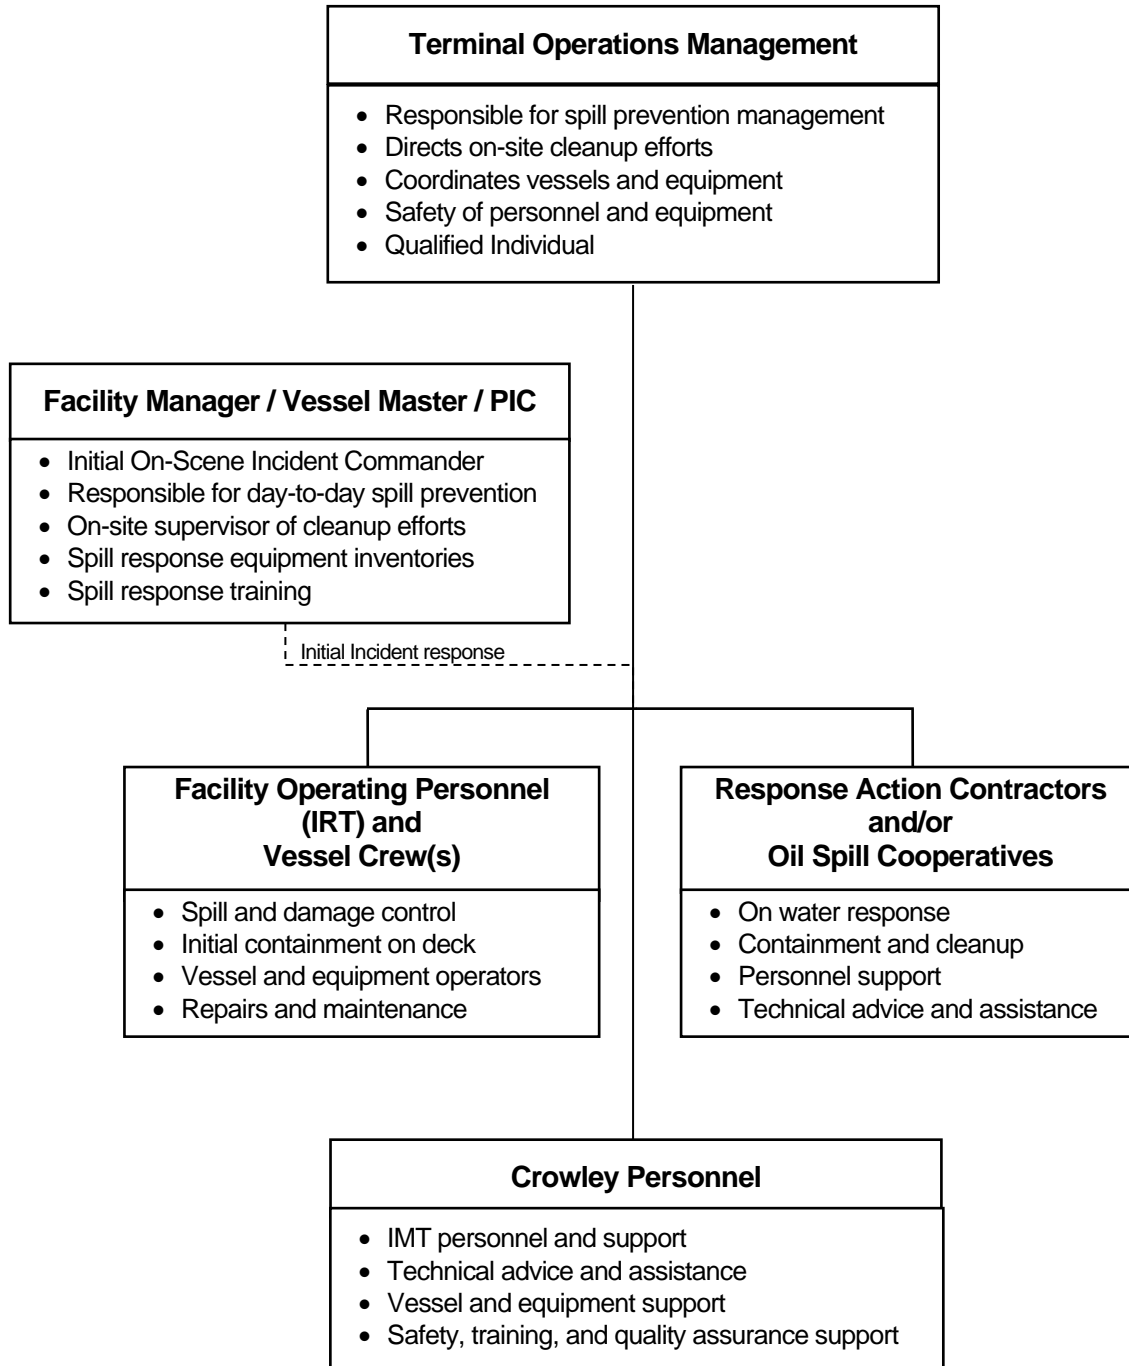 Terminal Operations Management
• Responsible for spill prevention management
• Directs on-site cleanup efforts
• Coordinates vessels and equipment
• Safety of personnel and equipment
• Qualified Individual
Facility Manager / Vessel Master / PIC
• Initial On-Scene Incident Commander
• Responsible for day-to-day spill prevention
• On-site supervisor of cleanup efforts
• Spill response equipment inventories
• Spill response training
Initial Incident response
Facility Operating Personnel
(IRT) and
Vessel Crew(s)
• Spill and damage control
• Initial containment on deck
• Vessel and equipment operators
• Repairs and maintenance
Response Action Contractors
and/or
Oil Spill Cooperatives
• On water response
• Containment and cleanup
• Personnel support
• Technical advice and assistance
Crowley Personnel
• IMT personnel and support
• Technical advice and assistance
• Vessel and equipment support
• Safety, training, and quality assurance support